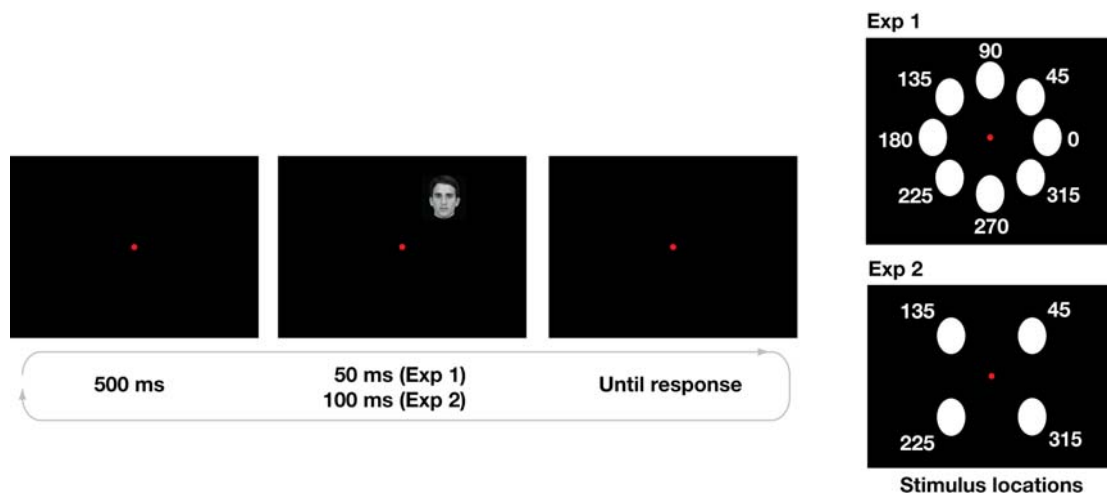 500 ms
50 ms (Exp 1)
100 ms (Exp 2)
Until response
Exp 1
90
135
45
180
0
225
315
270
Exp 2
135
45
225
315
Stimulus locations